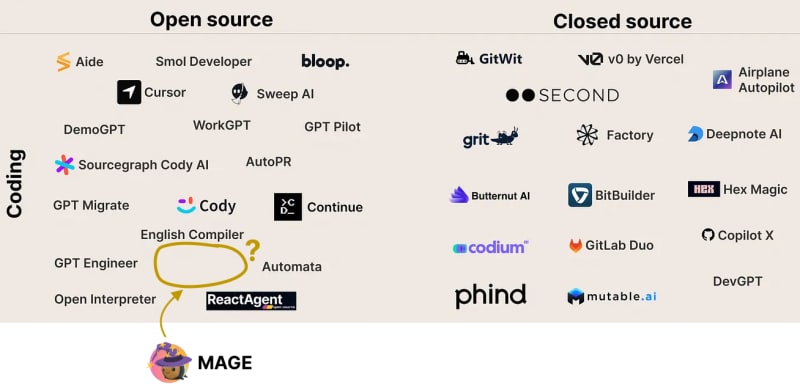 Open source
Closed source
Coding
Aide
Smol Developer
bloop.
Cursor
Sweep AI
DemoGPT
WorkGPT
GPT Pilot
Sourcegraph Cody AI
AutoPR
GPT Migrate
Cody
>C
D_
Continue
English Compiler
GPT Engineer
?
Automata
Open Interpreter
ReactAgent
MAGE
GitWit
v0 by Vercel
Airplane
Autopilot
SECOND
grit
Factory
Deepnote AI
Butternut AI
BitBuilder
HEX
Hex Magic
codium
GitLab Duo
Copilot X
phind
mutable.ai
DevGPT